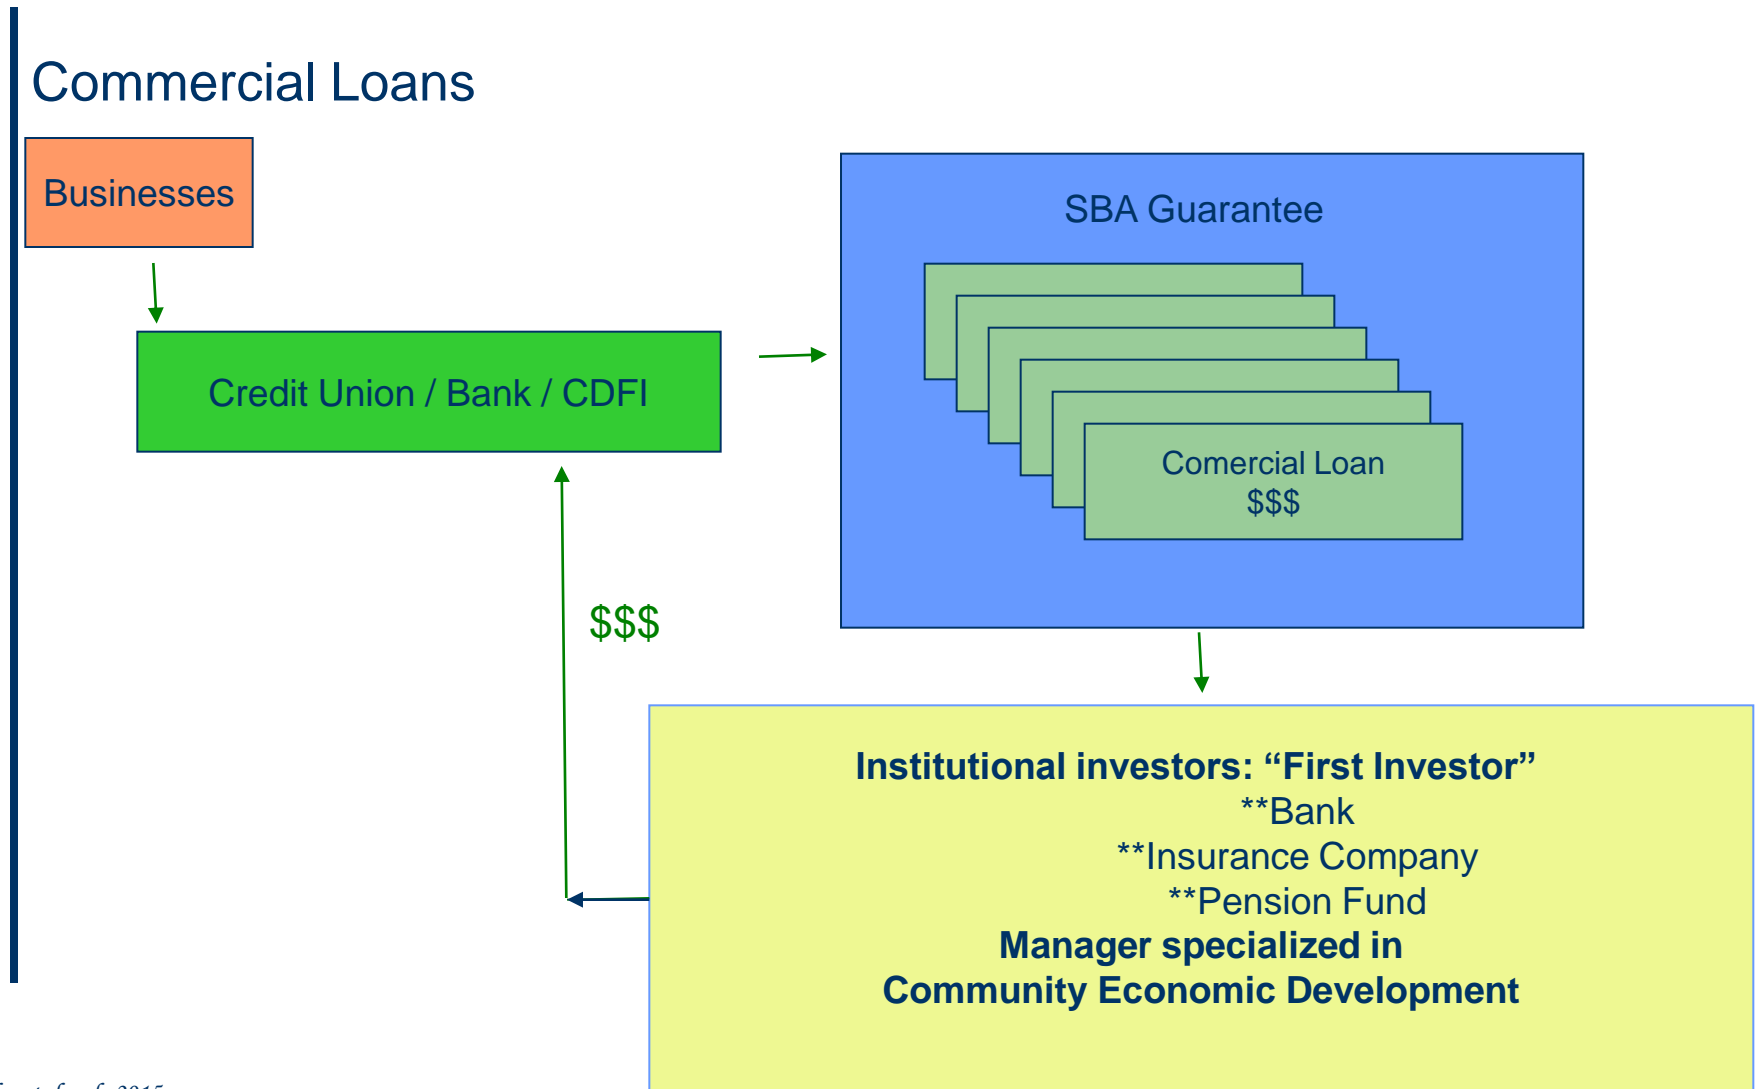 Commercial Loans
Businesses
SBA Guarantee
Credit Union / Bank / CDFI
Comercial Loan
$$$
$$$
Institutional investors: “First Investor”
**Bank
**Insurance Company
**Pension Fund
Manager specialized in
Community Economic Development
2015